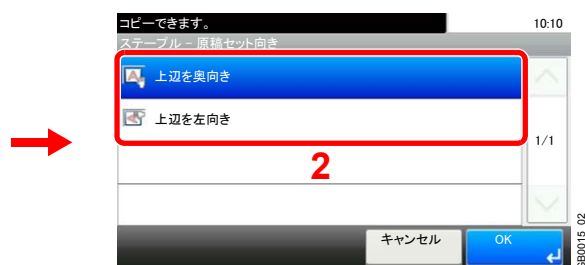 コピーできます。 10:10
ステープル - 原稿セット向き
上辺を奥向き
上辺を左向き
1/1
2
キャンセル OK
GB0015_02